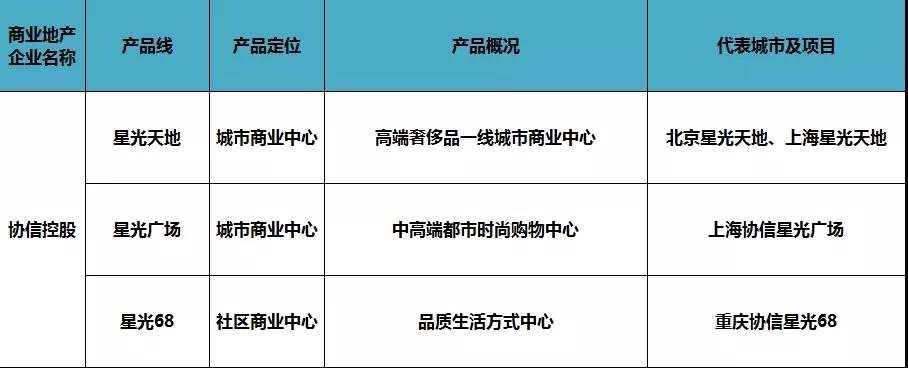 商业地产
企业名称
产品线
产品定位
产品概况
代表城市及项目
协信控股
星光天地
城市商业中心
高端奢侈品一线城市商业中心
北京星光天地、上海星光天地
星光广场
城市商业中心
中高端都市时尚购物中心
上海协信星光广场
星光68
社区商业中心
品质生活方式中心
重庆协信星光68